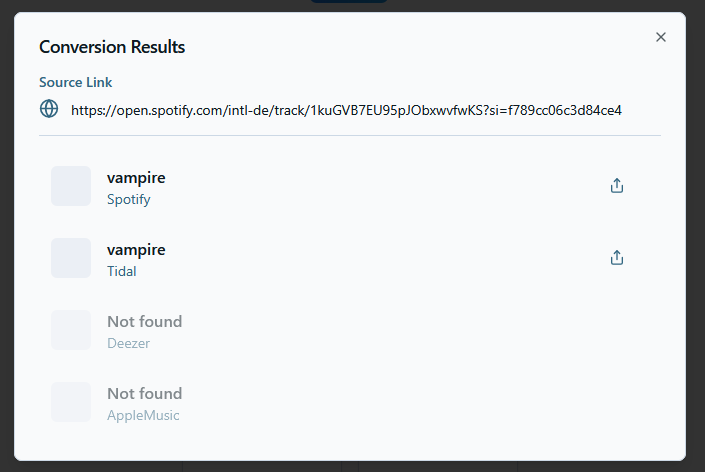 Conversion Results
Source Link
https://open.spotify.com/intl-de/track/1kuGVB7EU95pJObxwvfwKS?si=f789cc06c3d84ce4
vampire
Spotify
vampire
Tidal
Not found
Deezer
Not found
AppleMusic